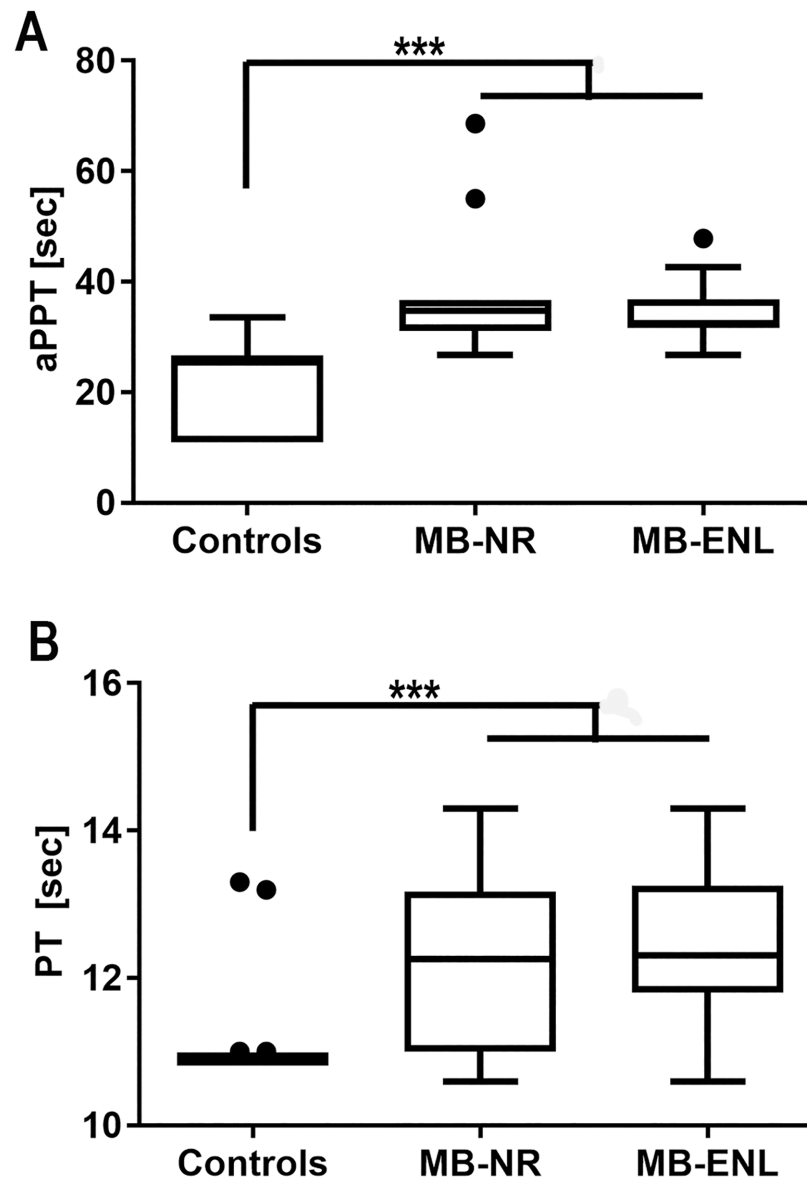 A
***
80
60
40
20
0
aPPT [sec]
Controls MB-NR MB-ENL
B
***
16
14
12
10
PT [sec]
Controls MB-NR MB-ENL